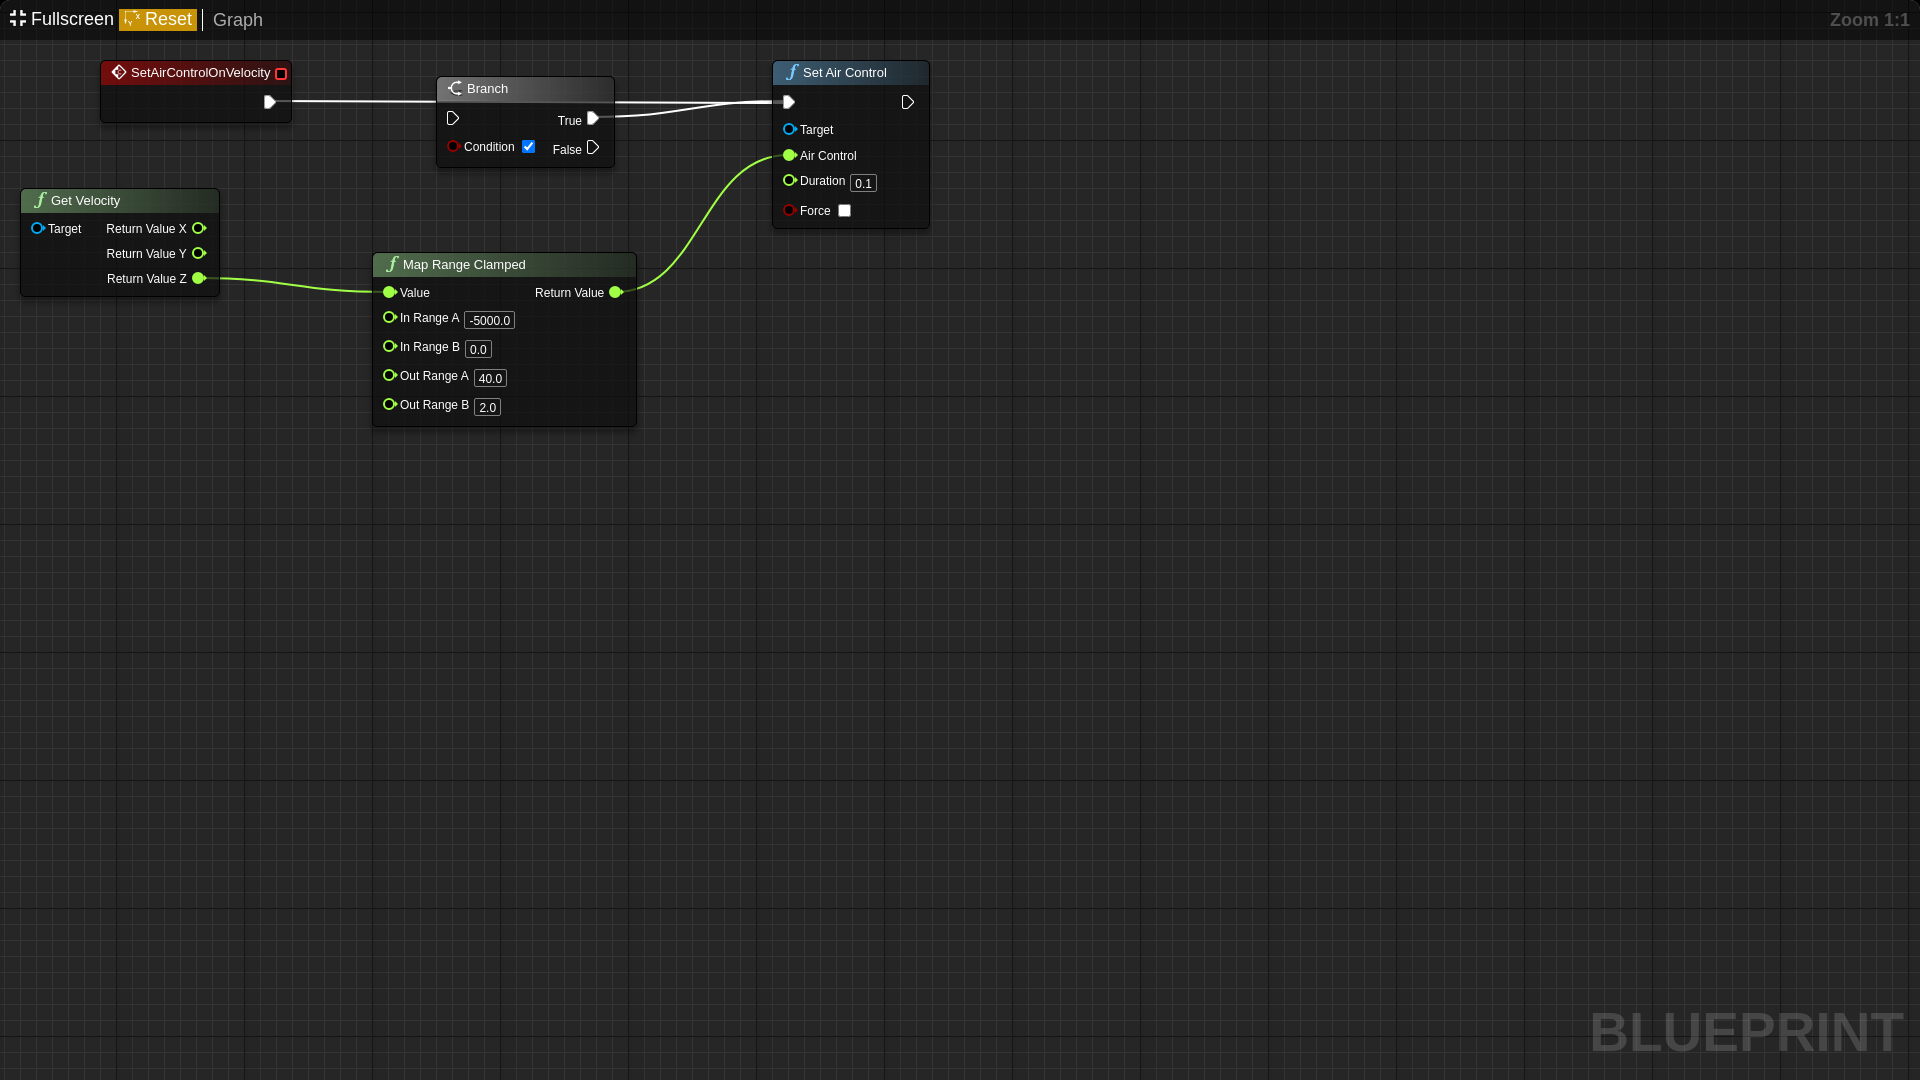 Fullscreen Reset Graph
Zoom 1:1
SetAirControlOnVelocity
Branch
True
Condition
False
Set Air Control
Target
Air Control
Duration 0.1
Force
Get Velocity
Target Return Value X
Return Value Y
Return Value Z
Map Range Clamped
Value Return Value
In Range A -5000.0
In Range B 0.0
Out Range A 40.0
Out Range B 2.0
BLUEPRINT